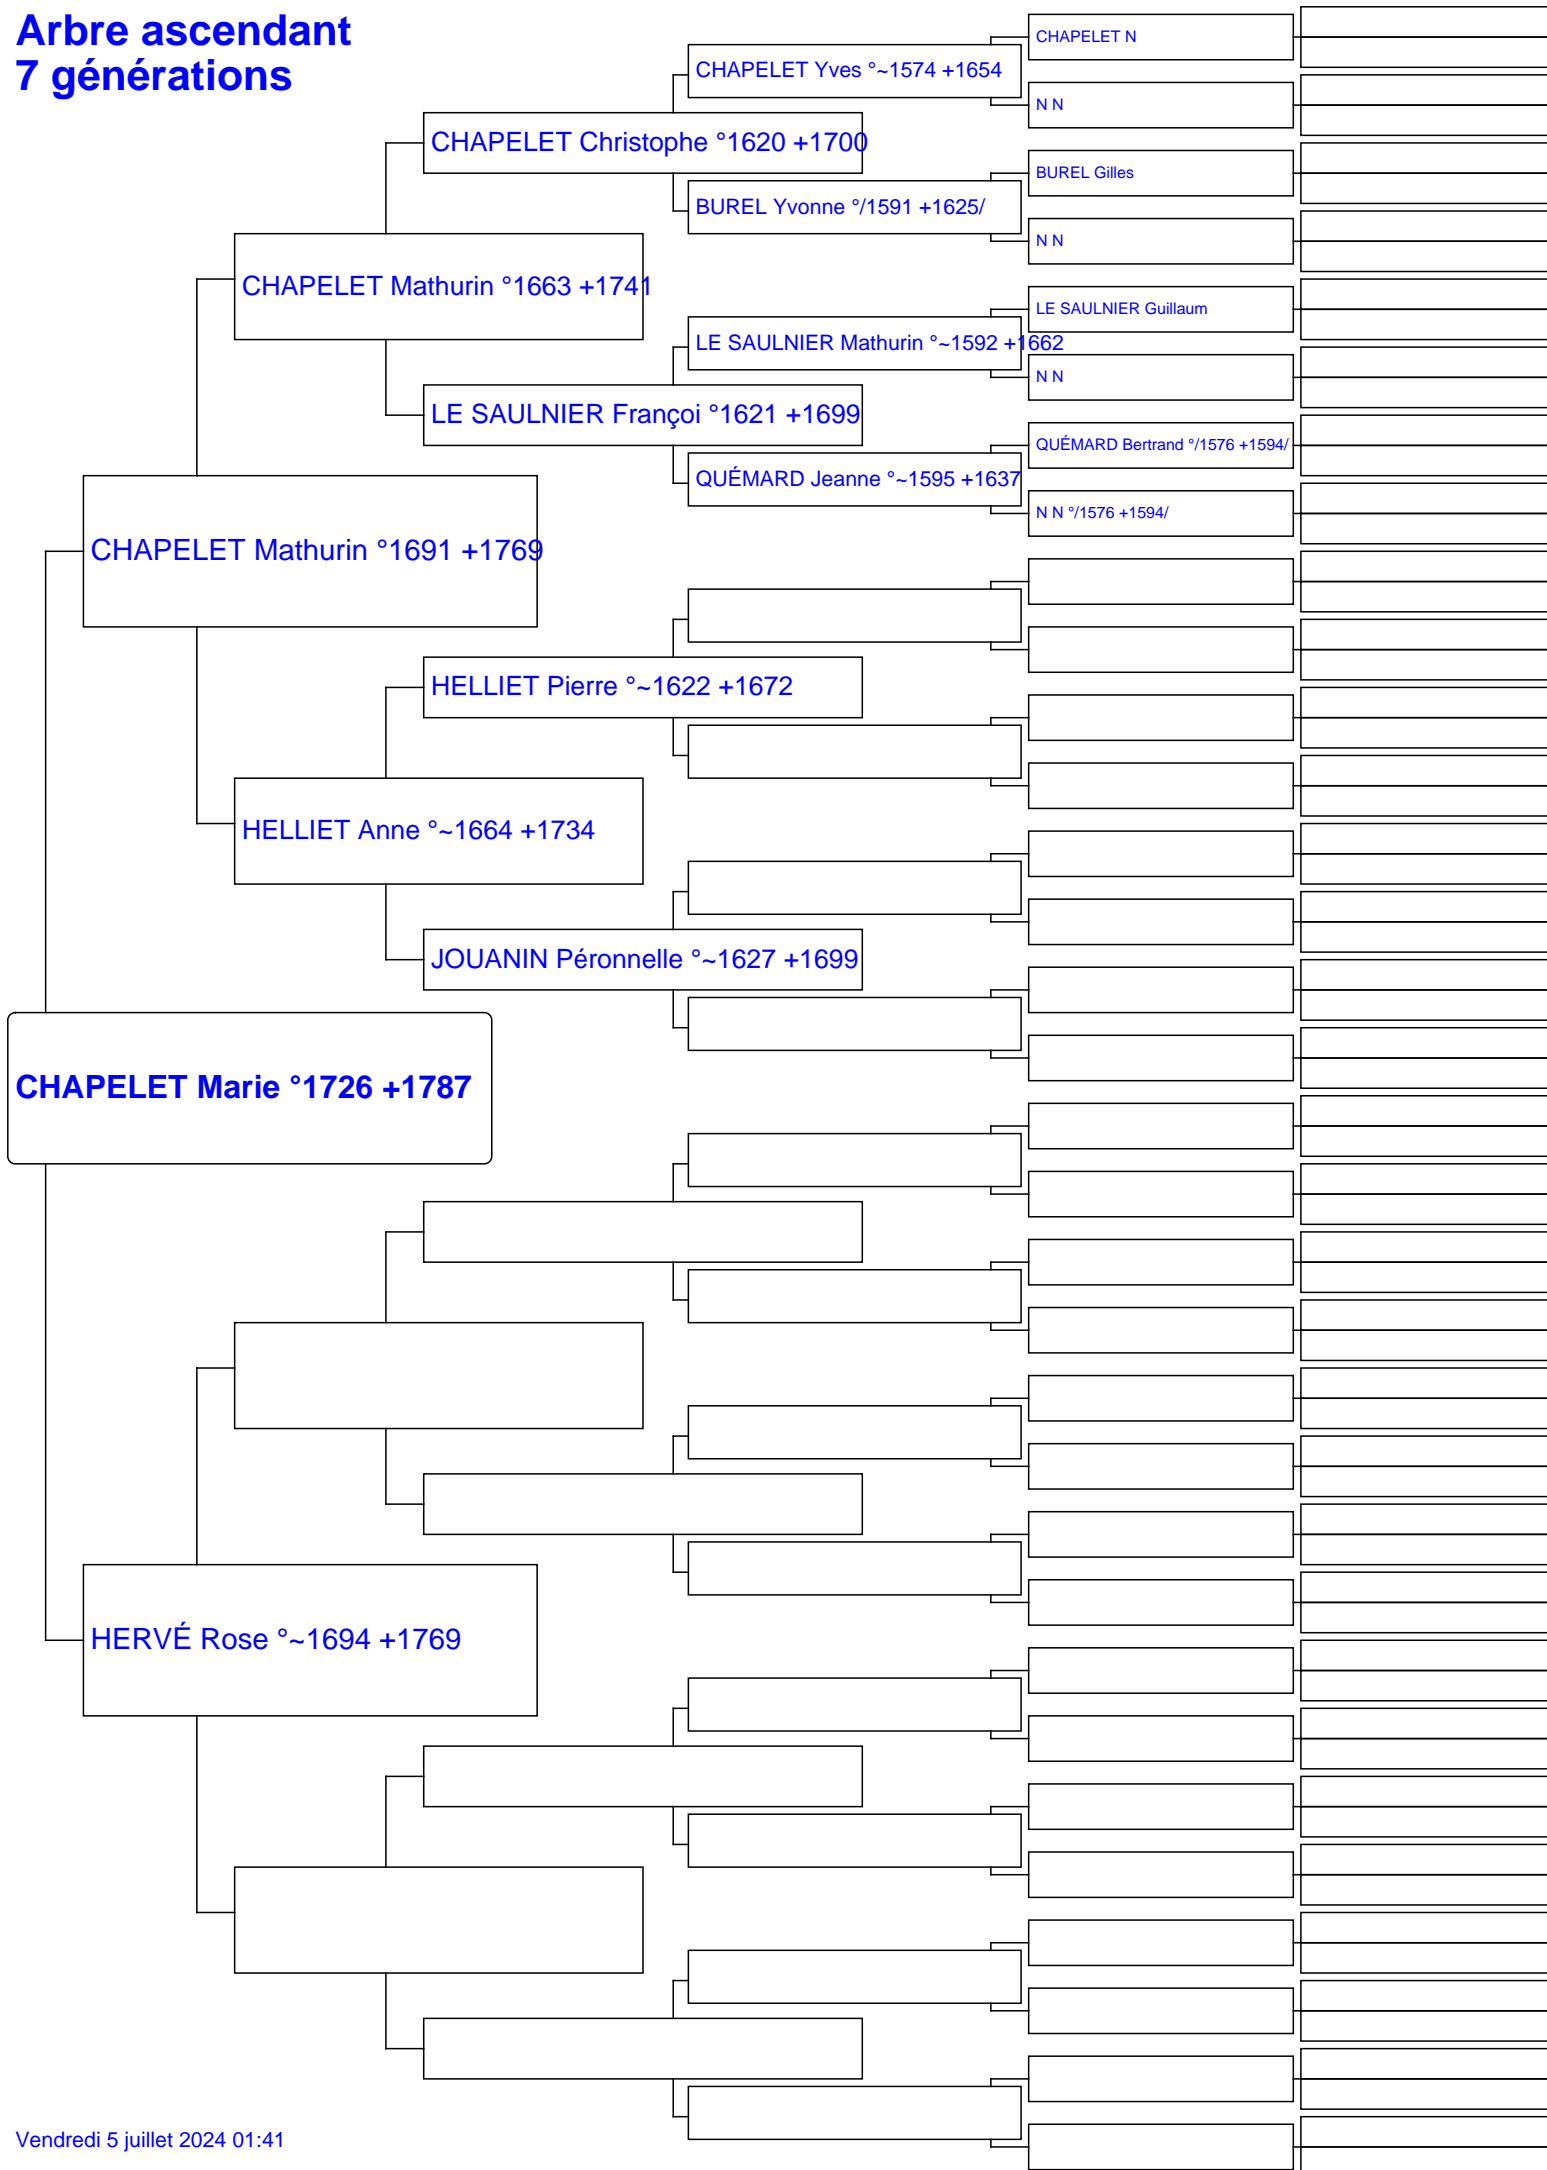 Arbre ascendant
7 générations
CHAPELET N
CHAPELET Yves °~1574 +1654
N N
CHAPELET Christophe °1620 +1700
BUREL Gilles
BUREL Yvonne °/1591 +1625/
N N
CHAPELET Mathurin °1663 +1741
LE SAULNIER Guillaum
LE SAULNIER Mathurin °~1592 +1662
N N
LE SAULNIER Françoi °1621 +1699
QUÉMARD Bertrand °/1576 +1594/
QUÉMARD Jeanne °~1595 +1637
N N °/1576 +1594/
CHAPELET Mathurin °1691 +1769
HELLIET Pierre °~1622 +1672
HELLIET Anne °~1664 +1734
JOUANIN Péronnelle °~1627 +1699
CHAPELET Marie °1726 +1787
HERVÉ Rose °~1694 +1769
Vendredi 5 juillet 2024 01:41